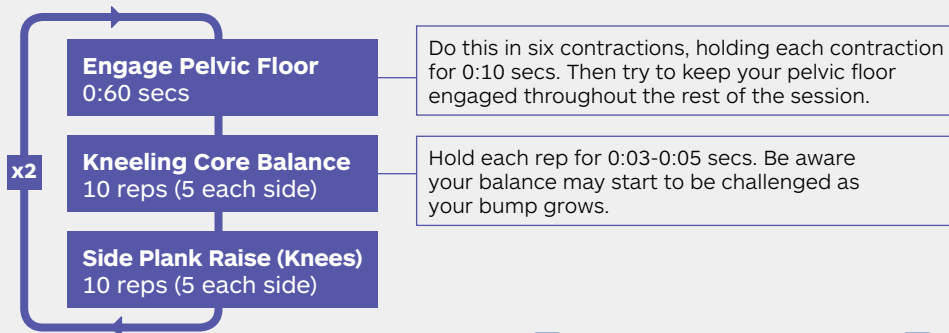 Engage Pelvic Floor
0:60 secs
Do this in six contractions, holding each contraction
for 0:10 secs. Then try to keep your pelvic floor
engaged throughout the rest of the session.
x2
Kneeling Core Balance
10 reps (5 each side)
Hold each rep for 0:03-0:05 secs. Be aware
your balance may start to be challenged as
your bump grows.
Side Plank Raise (Knees)
10 reps (5 each side)